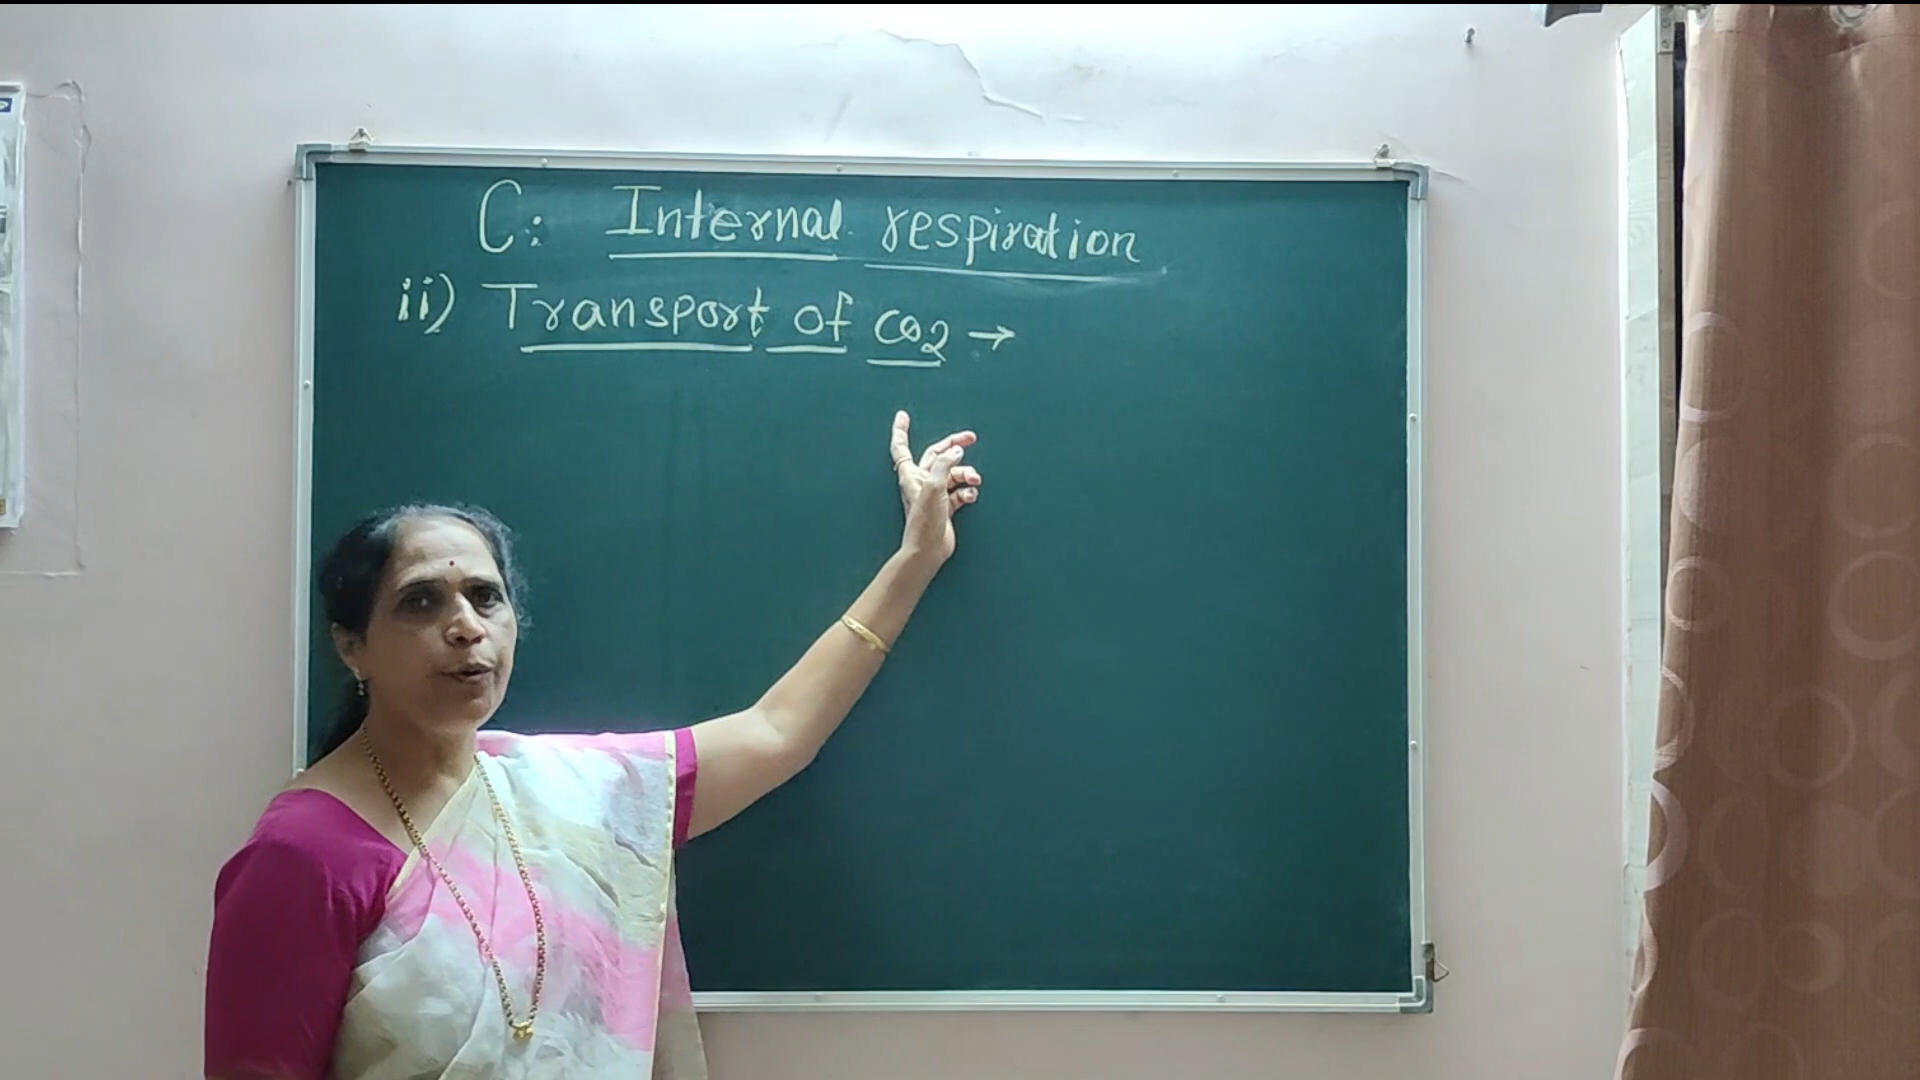 C: Internal respiration
ii) Transport of CO2 →